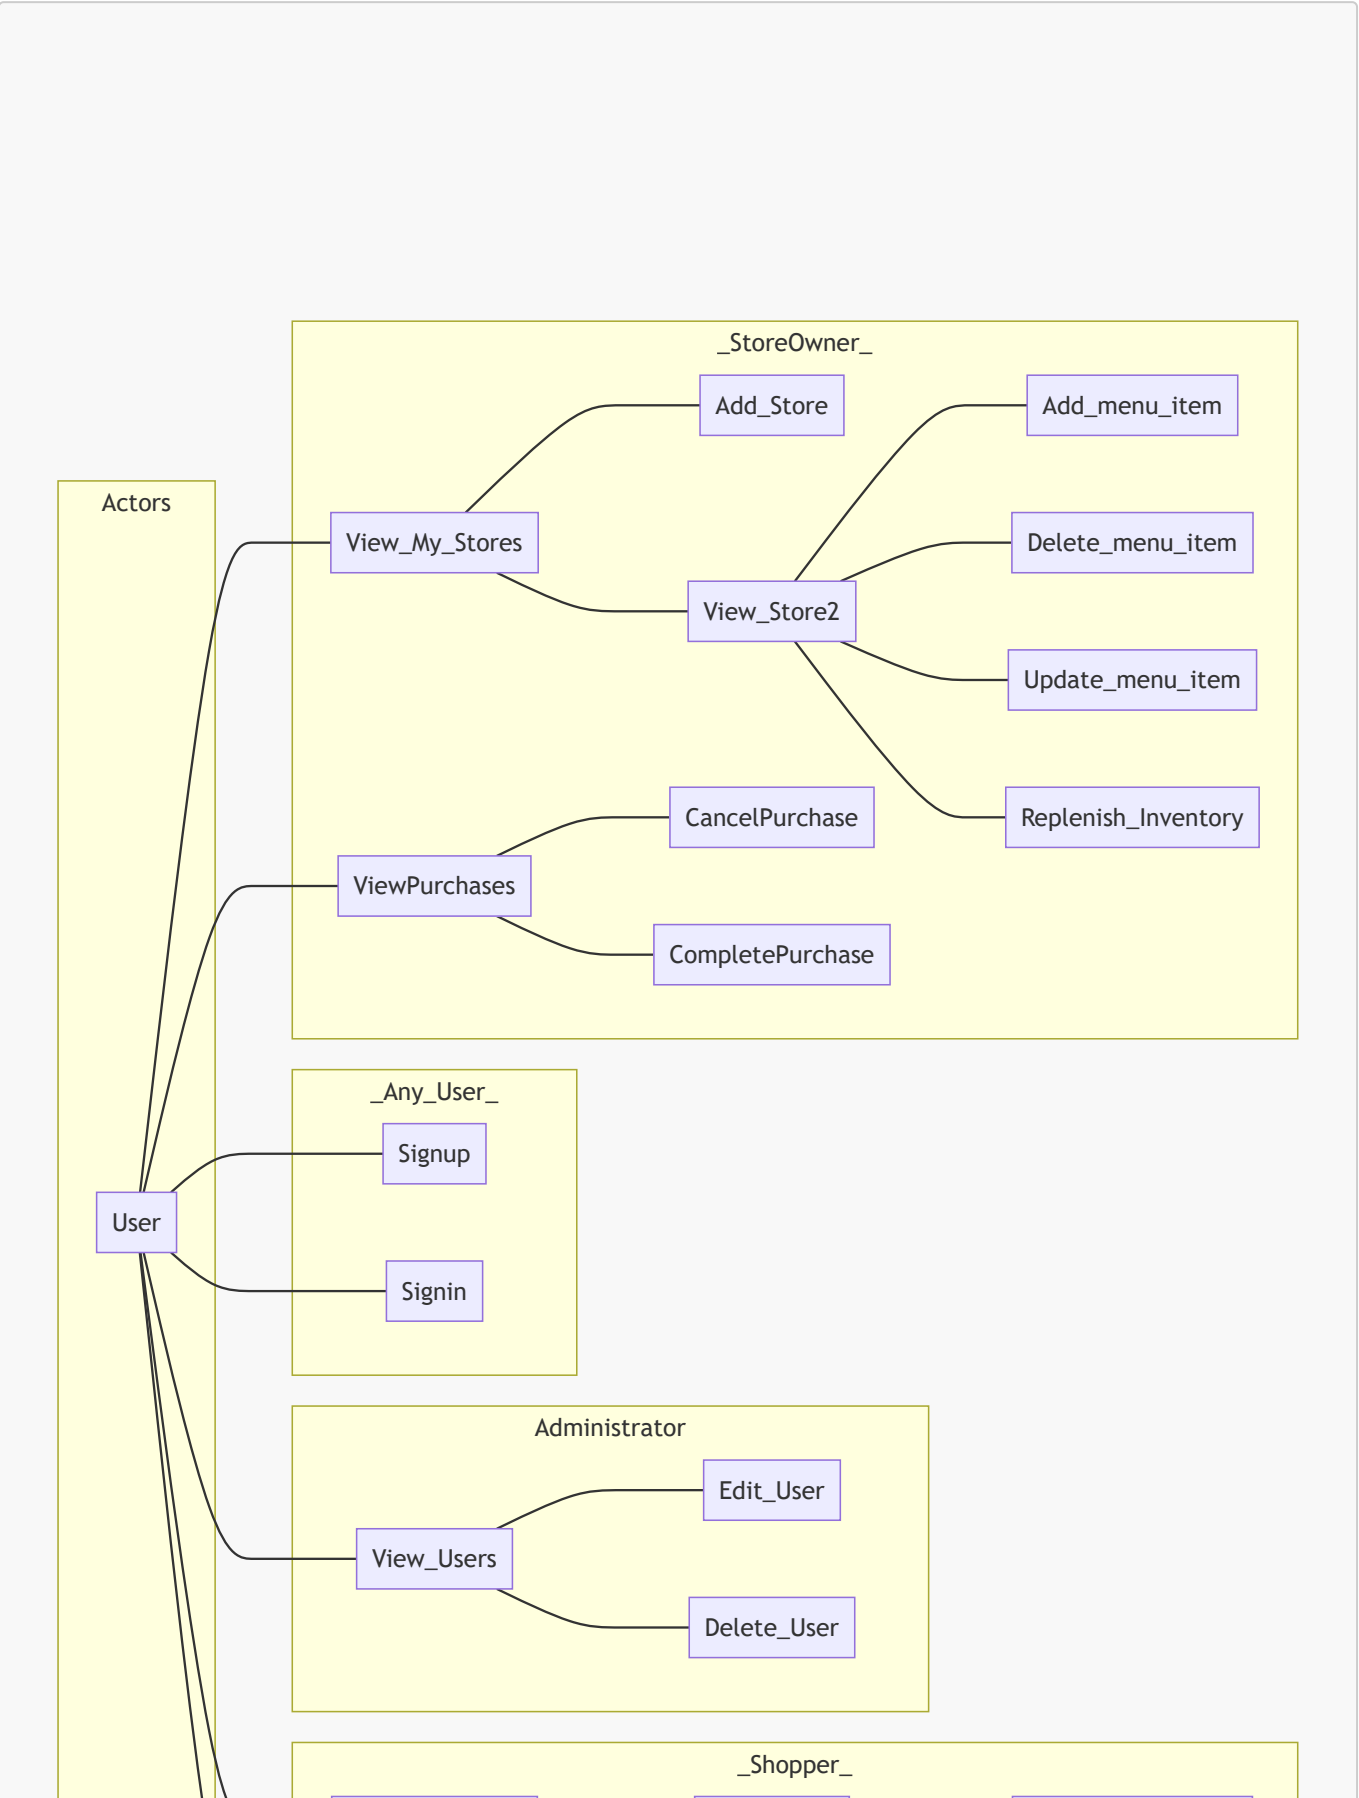 _StoreOwner_
Add_Store
Add_menu_item
Actors
View_My_Stores
Delete_menu_item
View_Store2
Update_menu_item
CancelPurchase
Replenish_Inventory
ViewPurchases
CompletePurchase
_Any_User_
Signup
User
Signin
Administrator
Edit_User
View_Users
Delete_User
_Shopper_